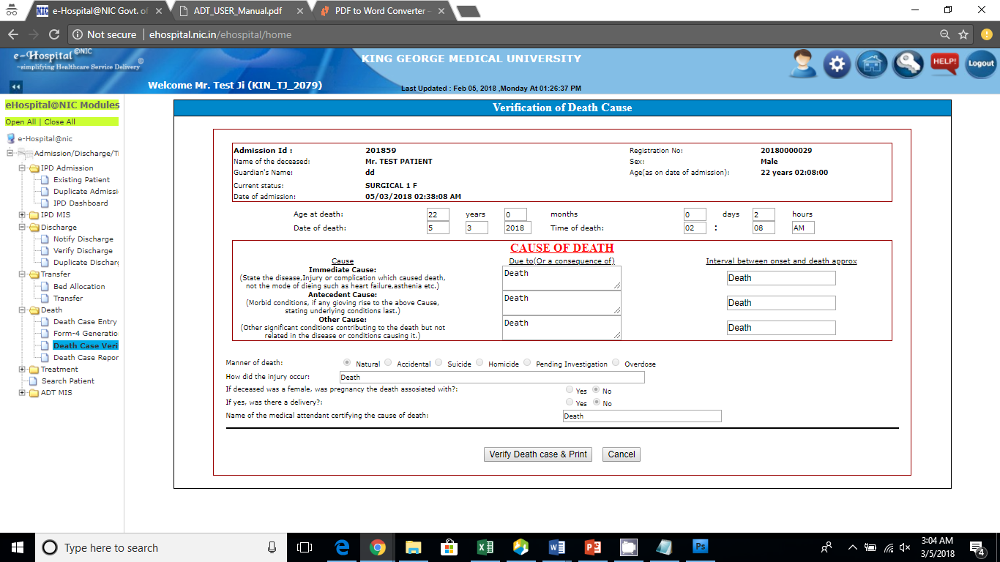 e-Hospital@NIC Govt. of
ADT_USER_Manual.pdf
PDF to Word Converter -
Not secure | ehospital.nic.in/ehospital/home
e-Hospital @NIC
~simplifying Healthcare Service Delivery ©
KING GEORGE MEDICAL UNIVERSITY
HELP!
Logout
Welcome Mr. Test Ji (KIN_TJ_2079)
Last Updated : Feb 05, 2018 ,Monday At 01:26:37 PM
eHospital@NIC Modules
Open All | Close All
e-Hospital@nic
Admission/Discharge/T
IPD Admission
Existing Patient
Duplicate Admissi
IPD Dashboard
IPD MIS
Discharge
Notify Discharge
Verify Discharge
Duplicate Discharg
Transfer
Bed Allocation
Transfer
Death
Death Case Entry
Form-4 Generatio
Death Case Veri
Death Case Repor
Treatment
Search Patient
ADT MIS
Verification of Death Cause
Admission Id : 201859 Registration No: 20180000029
Name of the deceased: Mr. TEST PATIENT Sex: Male
Guardian's Name: dd Age(as on date of admission): 22 years 02:08:00
Current status: SURGICAL 1 F
Date of admission: 05/03/2018 02:38:08 AM
Age at death: 22 years 0 months 0 days 2 hours
Date of death: 5 3 2018 Time of death: 02 : 08 AM
CAUSE OF DEATH
Cause Due to(Or a consequence of) Interval between onset and death approx
Immediate Cause:
(State the disease,Injury or complication which caused death,
not the mode of dieing such as heart failure,asthenia etc.)
Death Death
Antecedent Cause:
(Morbid conditions, if any gioving rise to the above Cause,
stating underlying conditions last.)
Death Death
Other Cause:
(Other significant conditions contributing to the death but not
related in the disease or conditions causing it.)
Death Death
Manner of death: Natural Accidental Suicide Homicide Pending Investigation Overdose
How did the injury occur: Death
If deceased was a female, was pregnancy the death assosiated with?: Yes No
If yes, was there a delivery?: Yes No
Name of the medical attendant certifying the cause of death: Death
Verify Death case & Print Cancel
Type here to search
Ps
3:04 AM
3/5/2018
4